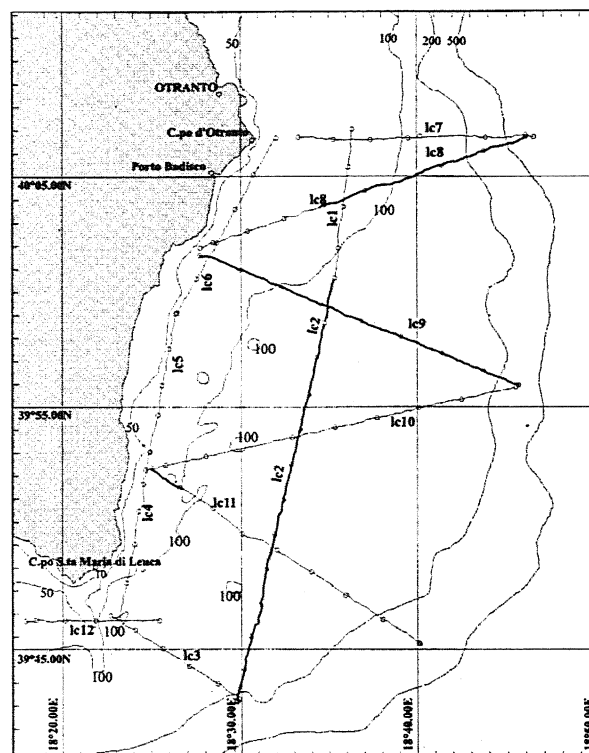 50
100
200
500
OTRANTO
C.po d'Otranto
lc7
lc8
Porto Badisco
40°05.00N
lc8
lc1
100
lc6
lc2
lc9
100
lc5
100
39°55.00N
50
lc10
100
lc2
lc4
lc11
100
C.po S.ta Maria di Leuca
10
50
100
lc12
100
lc3
39°45.00N
100
18°20.00E
18°30.00E
18°40.00E